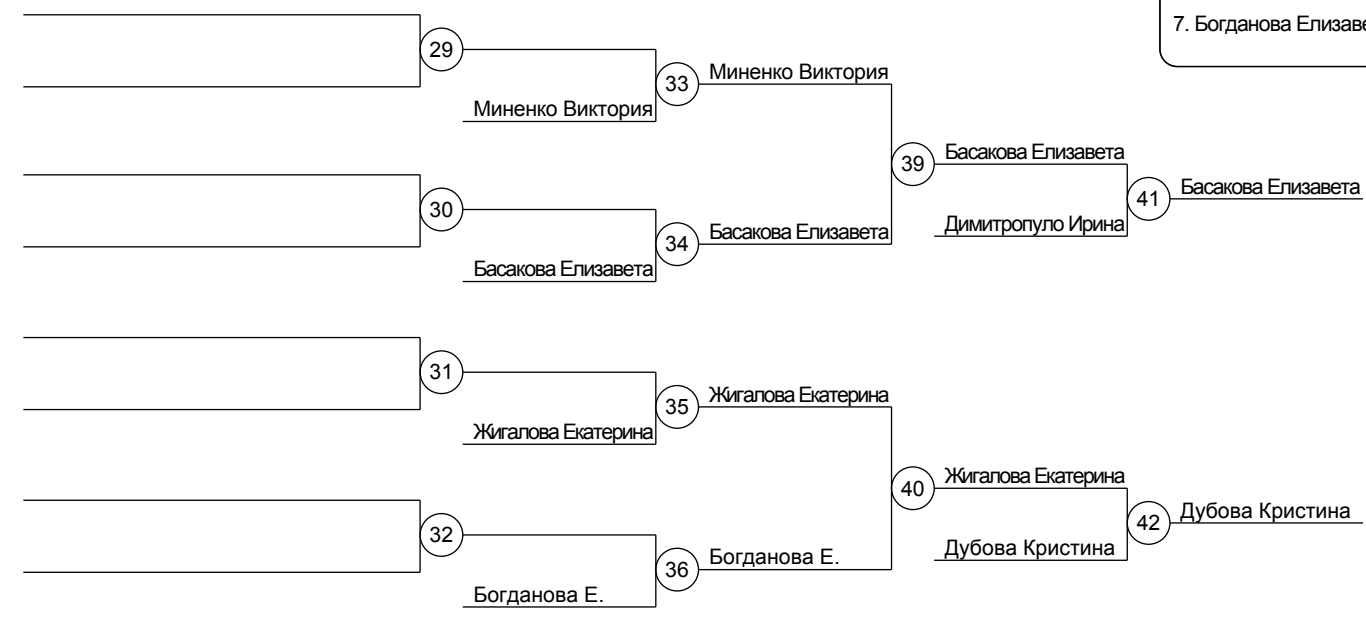 7. Богданова Елизаве
29
33
Миненко Виктория
Миненко Виктория
39
Басакова Елизавета
41
Басакова Елизавета
30
34
Басакова Елизавета
Димитропуло Ирина
Басакова Елизавета
31
35
Жигалова Екатерина
Жигалова Екатерина
40
Жигалова Екатерина
42
Дубова Кристина
32
36
Богданова Е.
Дубова Кристина
Богданова Е.